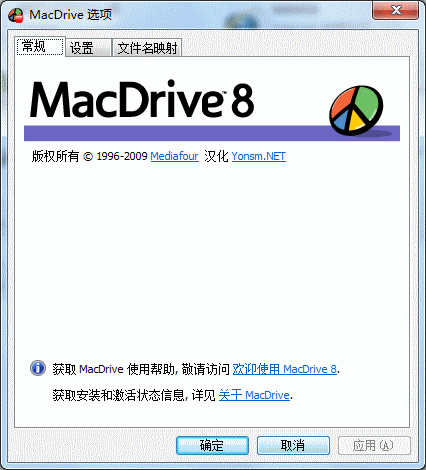 MacDrive 选项
常规 设置 文件名映射
MacDrive™ 8
版权所有 © 1996-2009 Mediafour 汉化 Yonsm.NET
获取 MacDrive 使用帮助, 敬请访问 欢迎使用 MacDrive 8.
获取安装和激活状态信息, 详见 关于 MacDrive.
确定 取消 应用 (A)